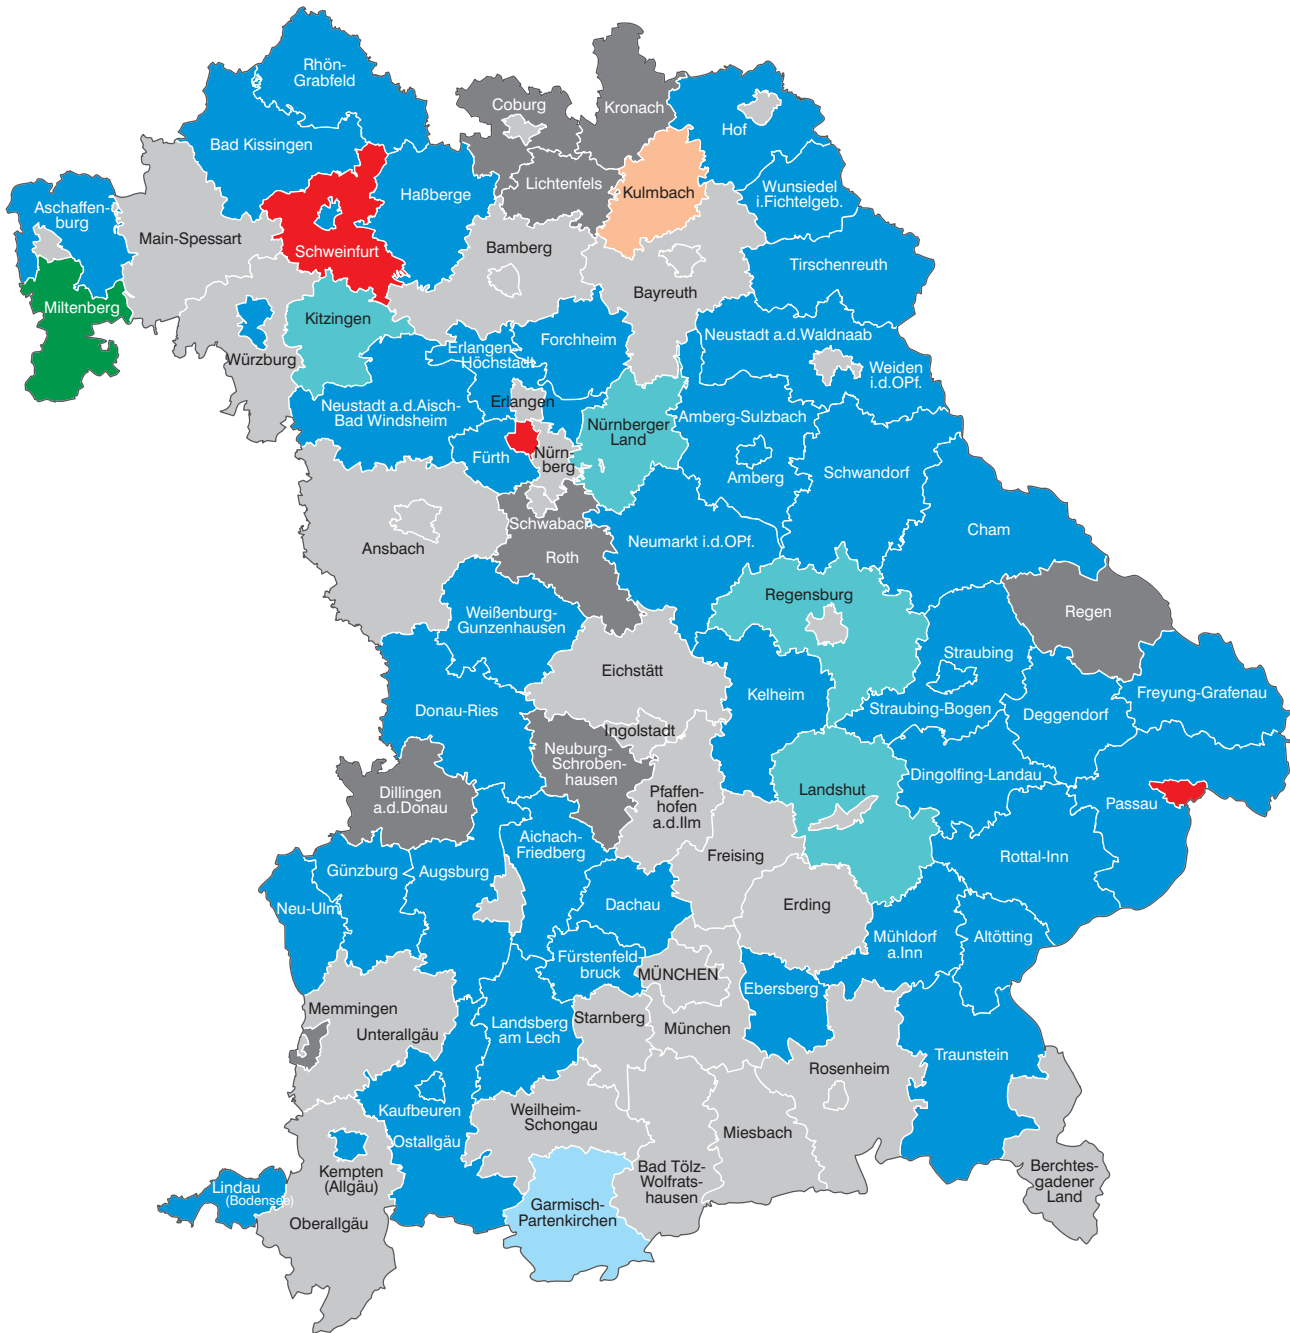 Rhön-
Grabfeld
Coburg
Kronach
Hof
Bad Kissingen
Lichtenfels
Kulmbach
Haßberge
Wunsiedel
i.Fichtelgeb.
Aschaffen-
burg
Main-Spessart
Schweinfurt
Bamberg
Tirschenreuth
Bayreuth
Miltenberg
Kitzingen
Neustadt a.d.Waldnaab
Forchheim
Erlangen-
Höchstadt
Würzburg
Weiden
i.d.OPf.
Erlangen
Neustadt a.d.Aisch-
Bad Windsheim
Nürnberger
Land
Amberg-Sulzbach
Fürth
Nürn-
berg
Amberg
Schwandorf
Schwabach
Cham
Neumarkt i.d.OPf.
Ansbach
Roth
Regensburg
Regen
Weißenburg-
Gunzenhausen
Straubing
Eichstätt
Kelheim
Freyung-Grafenau
Donau-Ries
Straubing-Bogen
Deggendorf
Ingolstadt
Neuburg-
Schroben-
hausen
Dingolfing-Landau
Dillingen
a.d.Donau
Pfaffen-
hofen
a.d.Ilm
Landshut
Passau
Aichach-
Friedberg
Freising
Rottal-Inn
Günzburg
Augsburg
Neu-Ulm
Dachau
Erding
Mühldorf
a.Inn
Altötting
Fürstenfeld-
bruck
MÜNCHEN
Ebersberg
Memmingen
Unterallgäu
Landsberg
am Lech
Starnberg
München
Traunstein
Rosenheim
Kaufbeuren
Ostallgäu
Weilheim-
Schongau
Miesbach
Kempten
(Allgäu)
Bad Tölz-
Wolfrats-
hausen
Berchtes-
gadener
Land
Lindau
(Bodensee)
Oberallgäu
Garmisch-
Partenkirchen